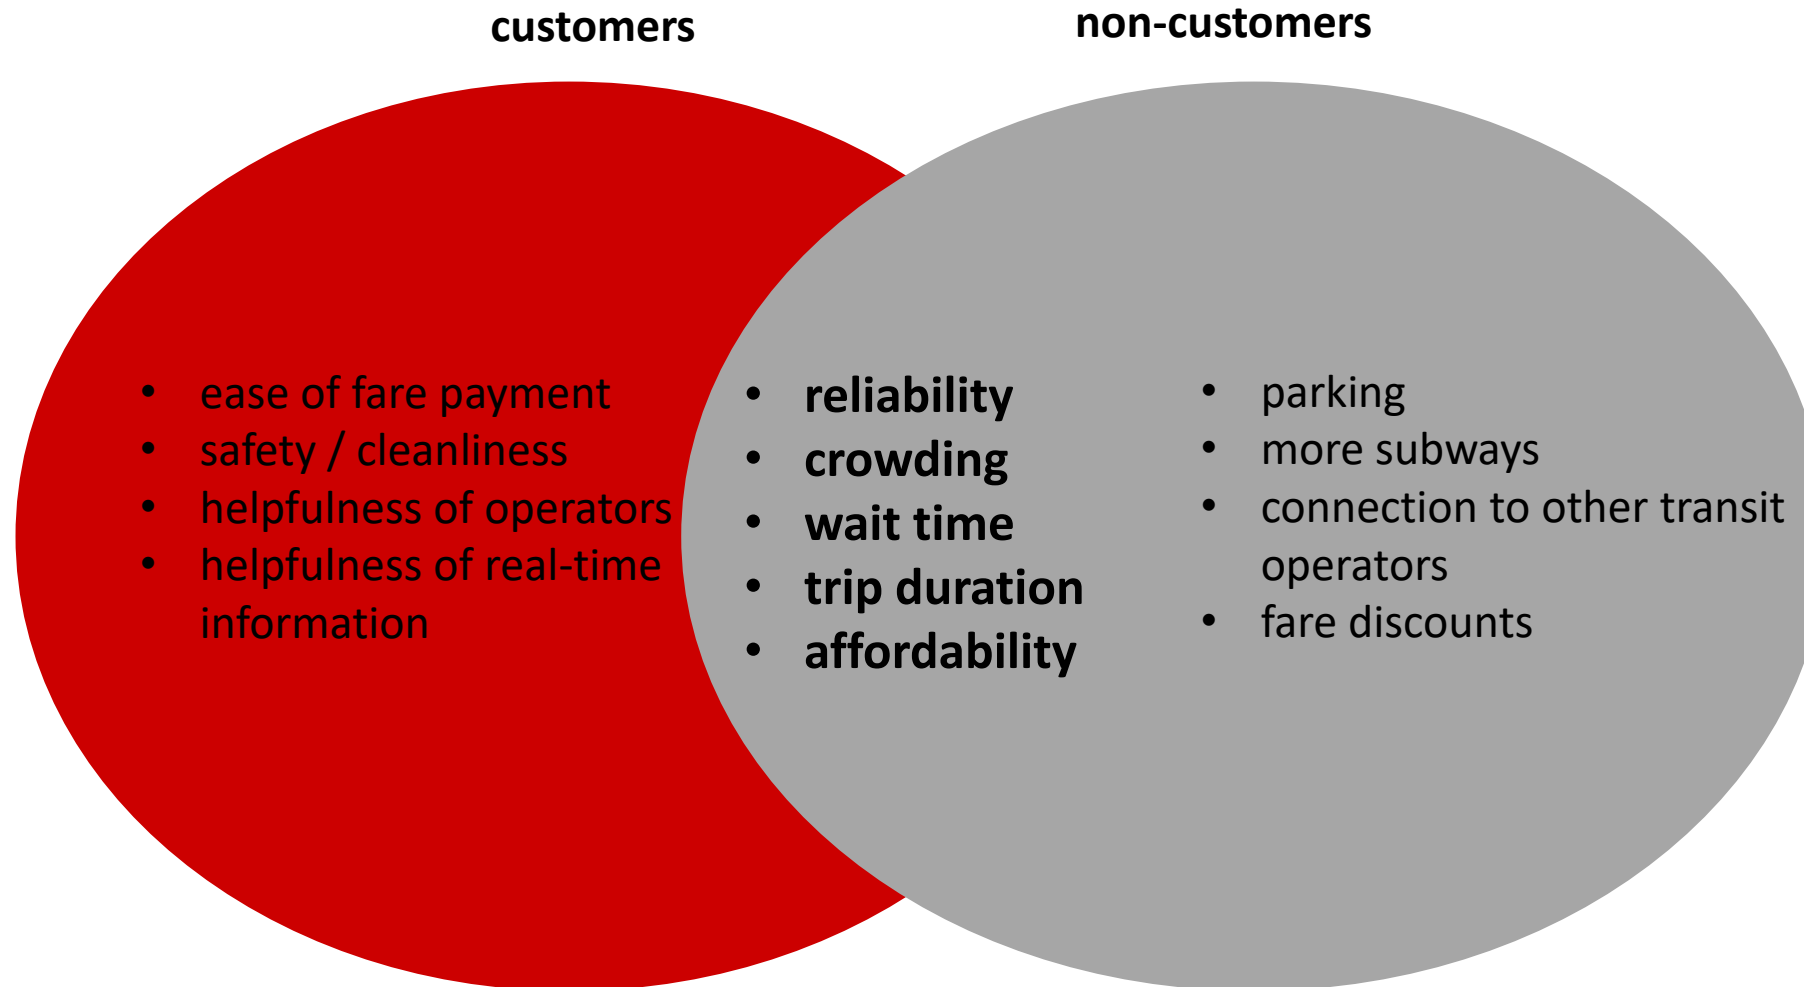 customers
non-customers
• ease of fare payment
• safety / cleanliness
• helpfulness of operators
• helpfulness of real-time
information
• reliability
• crowding
• wait time
• trip duration
• affordability
• parking
• more subways
• connection to other transit
operators
• fare discounts